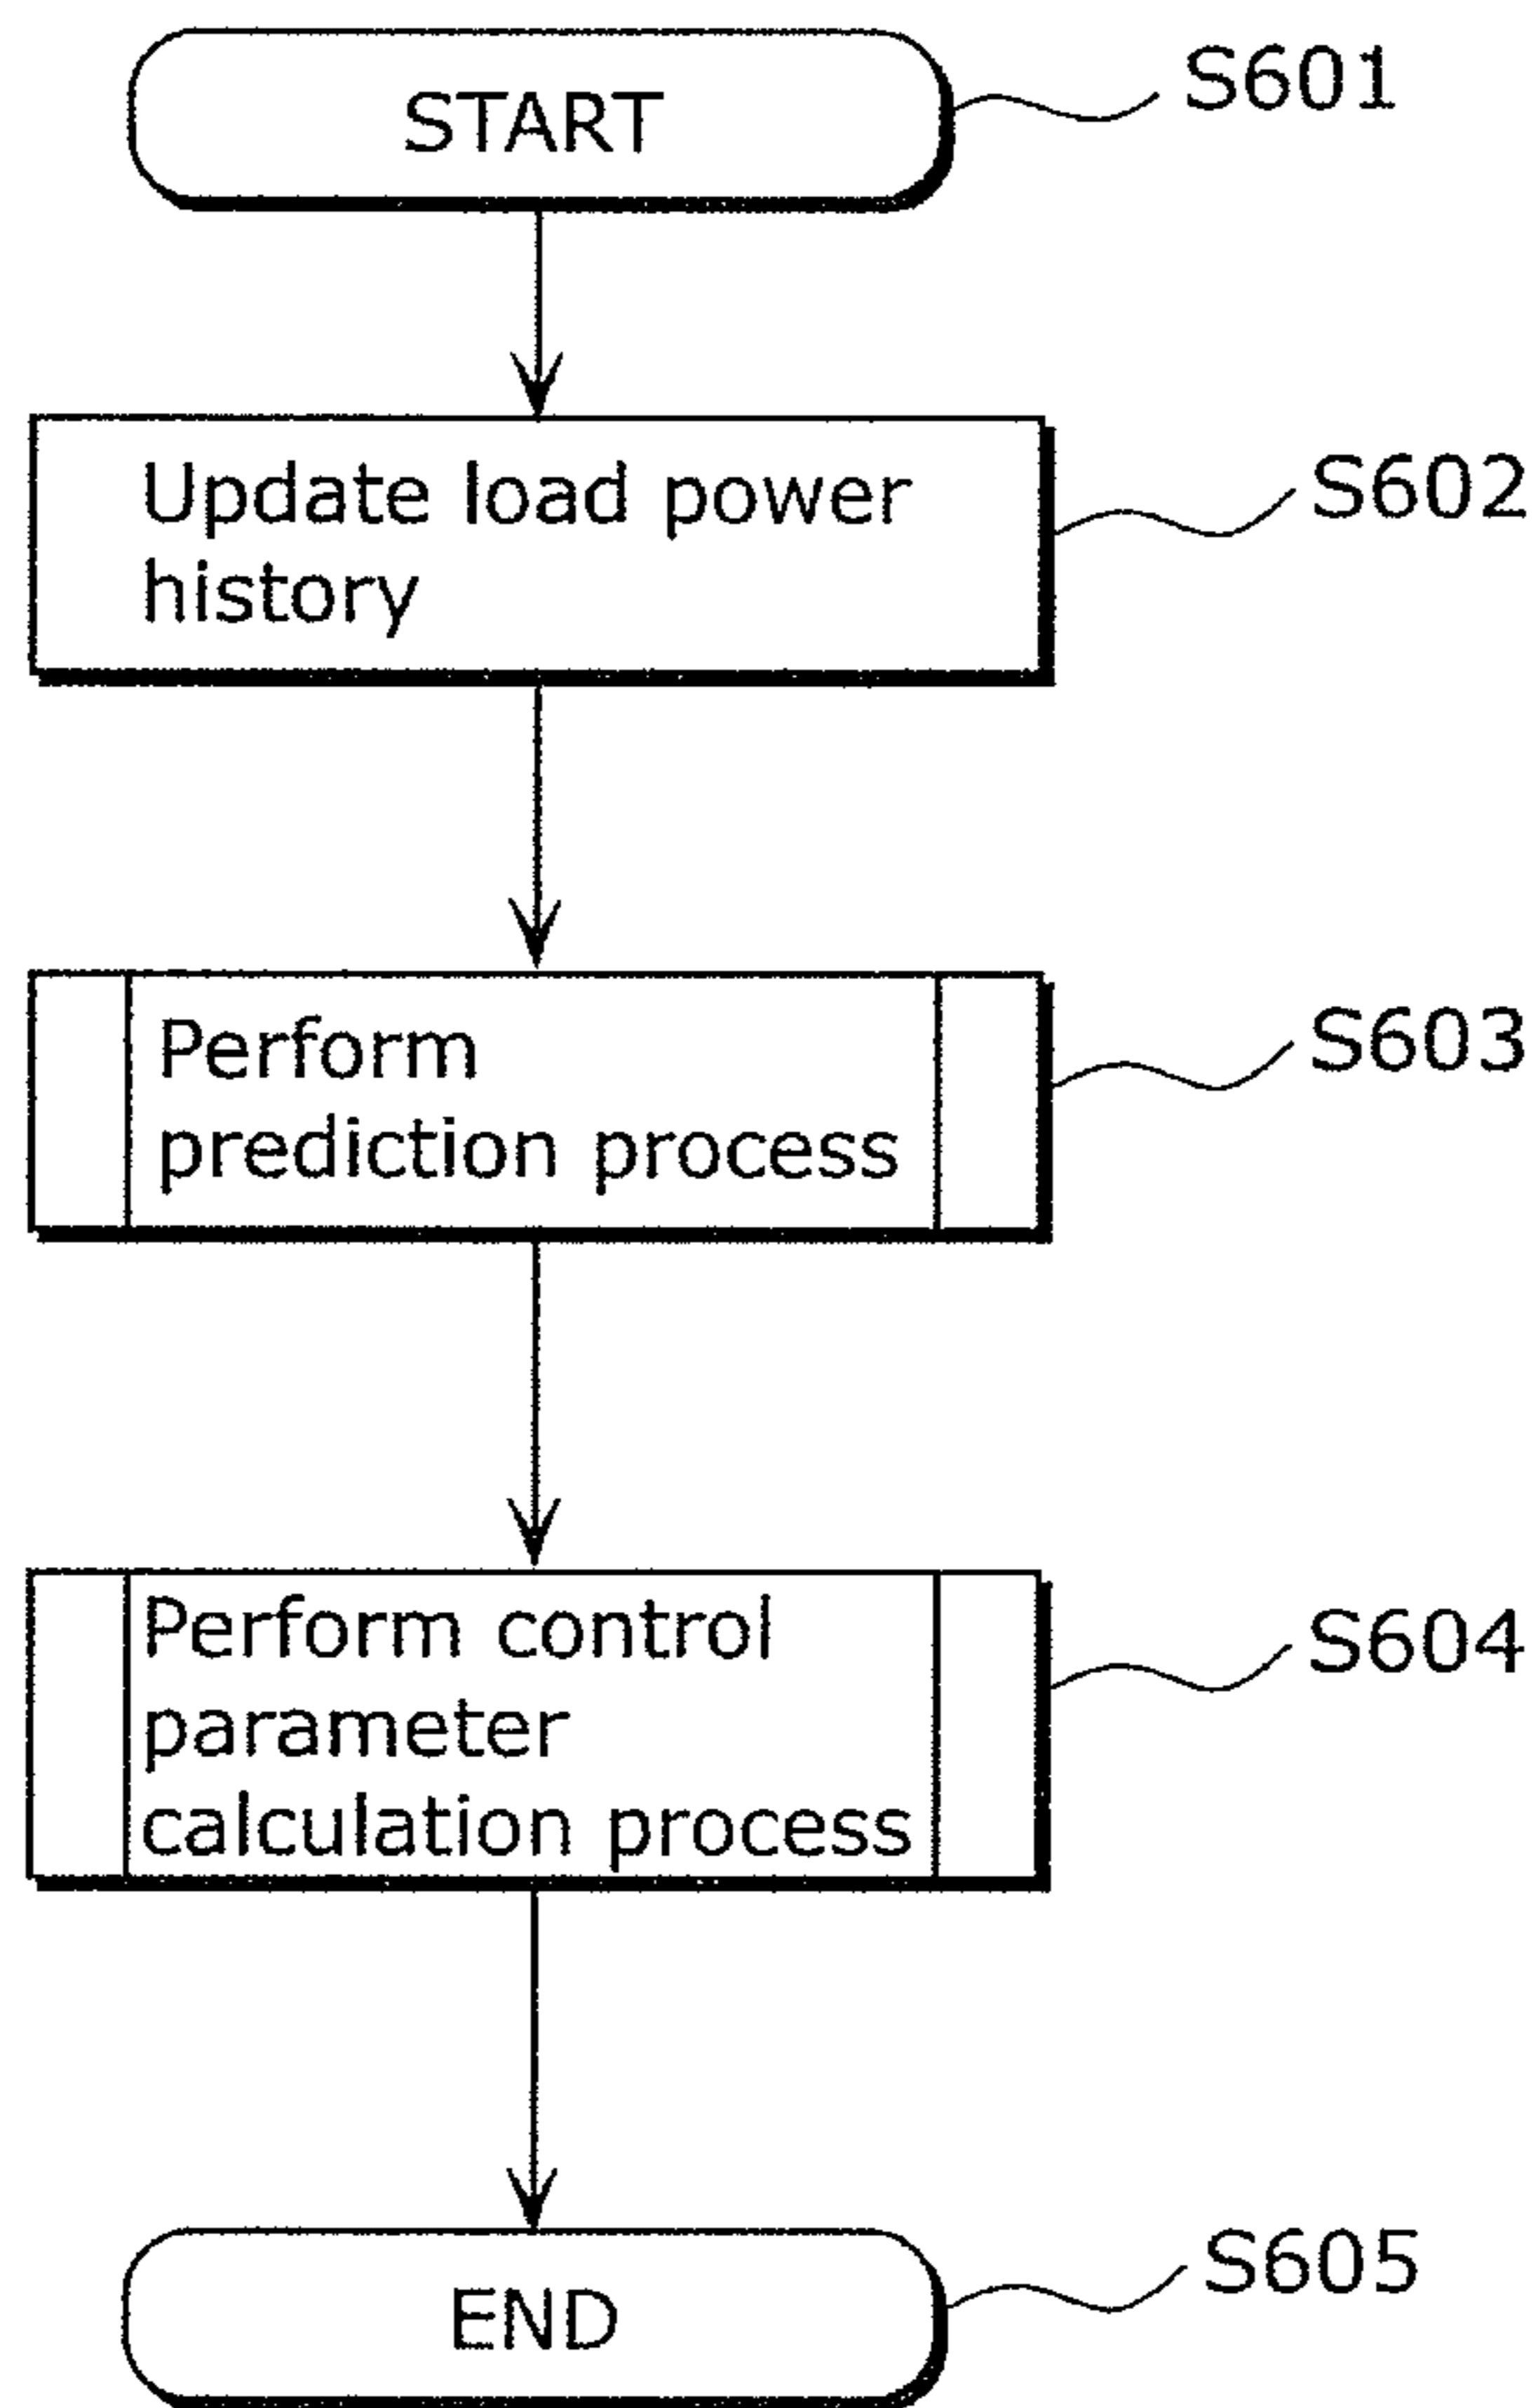 START
S601
Update load power
history
S602
Perform
prediction process
S603
Perform control
parameter
calculation process
S604
END
S605